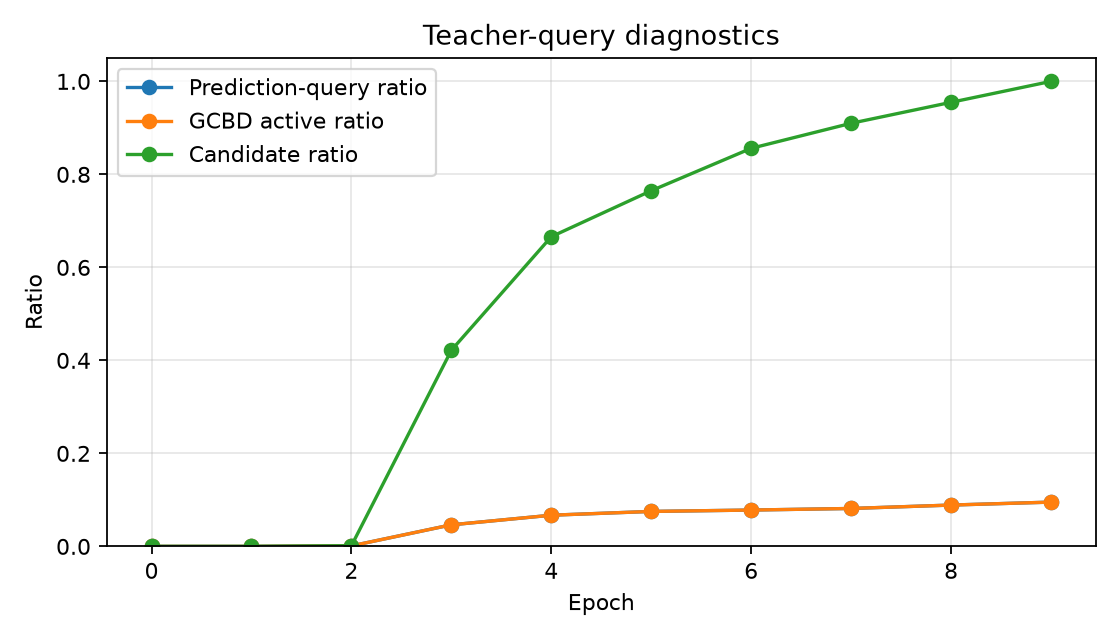 Teacher-query diagnostics
Prediction-query ratio
GCBD active ratio
Candidate ratio
1.0
0.8
0.6
0.4
0.2
0.0
Ratio
0 2 4 6 8
Epoch